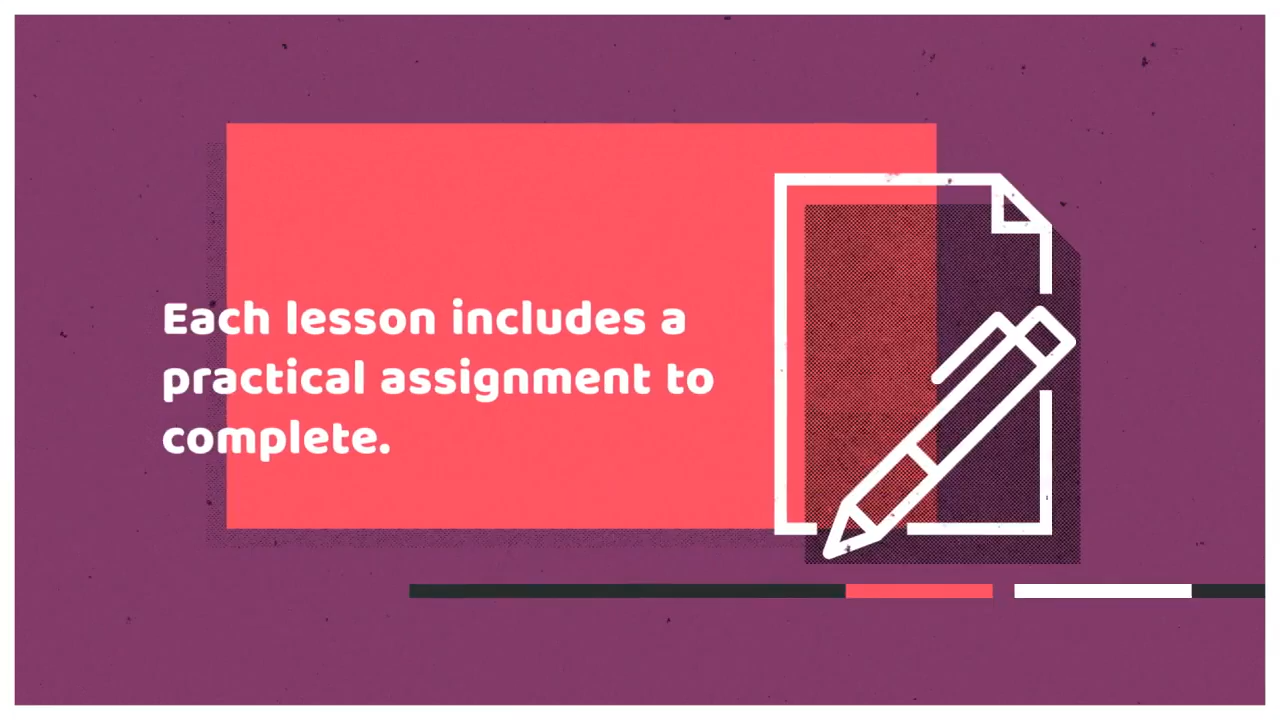 Each lesson includes a
practical assignment to
complete.